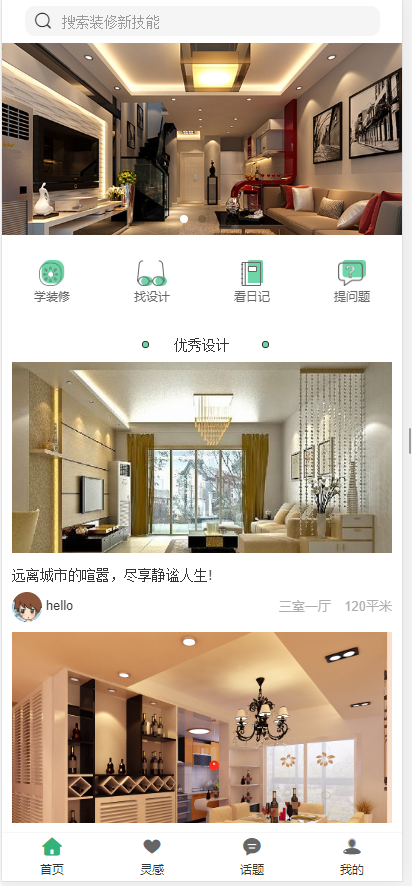 搜索装修新技能
学装修 找设计 看日记 提问题
优秀设计
远离城市的喧嚣，尽享静谧人生！
hello 三室一厅 120平米
首页 灵感 话题 我的